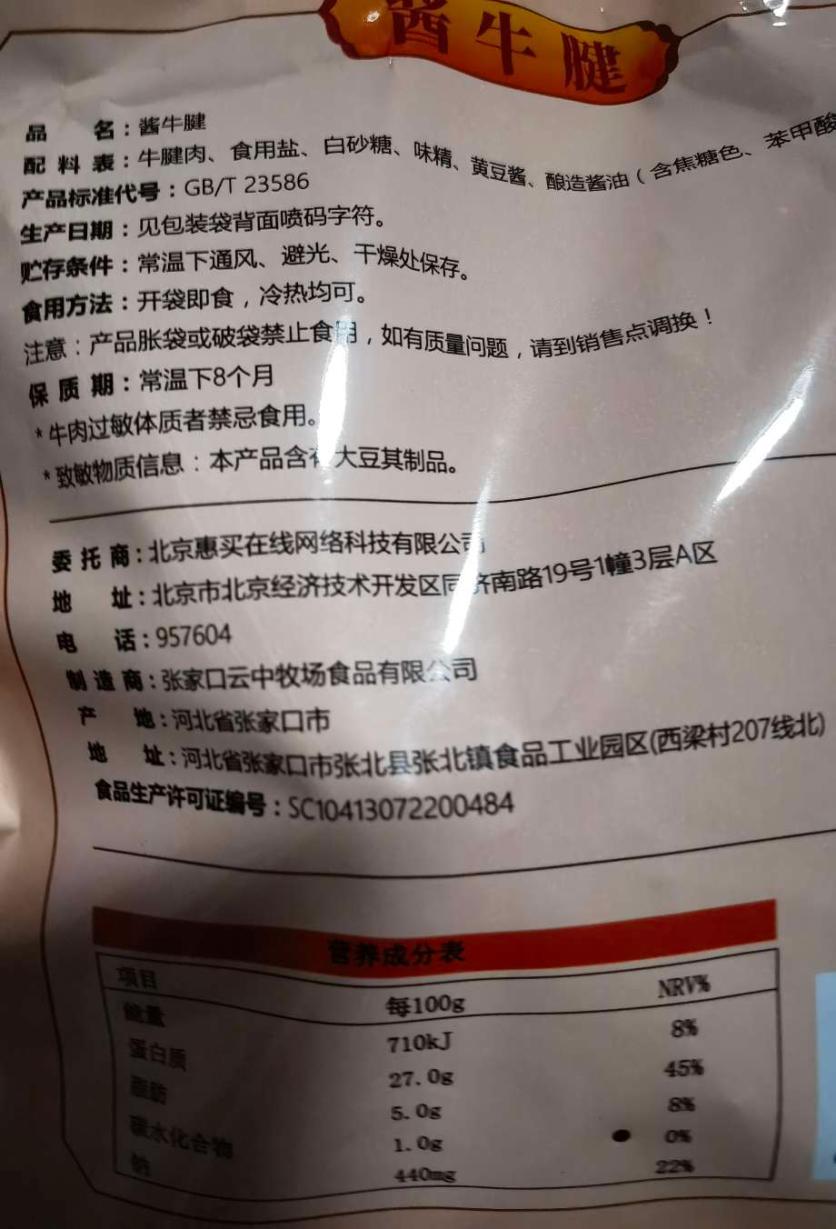 酱牛腱
品 名：酱牛腱
配 料 表：牛腱肉、食用盐、白砂糖、味精、黄豆酱、酿造酱油（含焦糖色、苯甲酸
产品标准代号：GB/T 23586
生产日期：见包装袋背面喷码字符。
贮存条件：常温下通风、避光、干燥处保存。
食用方法：开袋即食，冷热均可。
注意：产品胀袋或破袋禁止食用，如有质量问题，请到销售点调换！
保 质 期：常温下8个月
*牛肉过敏体质者禁忌食用。
*致敏物质信息：本产品含有大豆其制品。
委 托 商：北京惠买在线网络科技有限公司
地 址：北京市北京经济技术开发区同济南路19号1幢3层A区
电 话：957604
制 造 商：张家口云中牧场食品有限公司
产 地：河北省张家口市
地 址：河北省张家口市张北县张北镇食品工业园区(西梁村207线北)
食品生产许可证编号：SC10413072200484
营养成分表
项目 每100g NRV%
能量 710kJ 8%
蛋白质 27.0g 45%
脂肪 5.0g 8%
碳水化合物 1.0g 0%
钠 440mg 22%